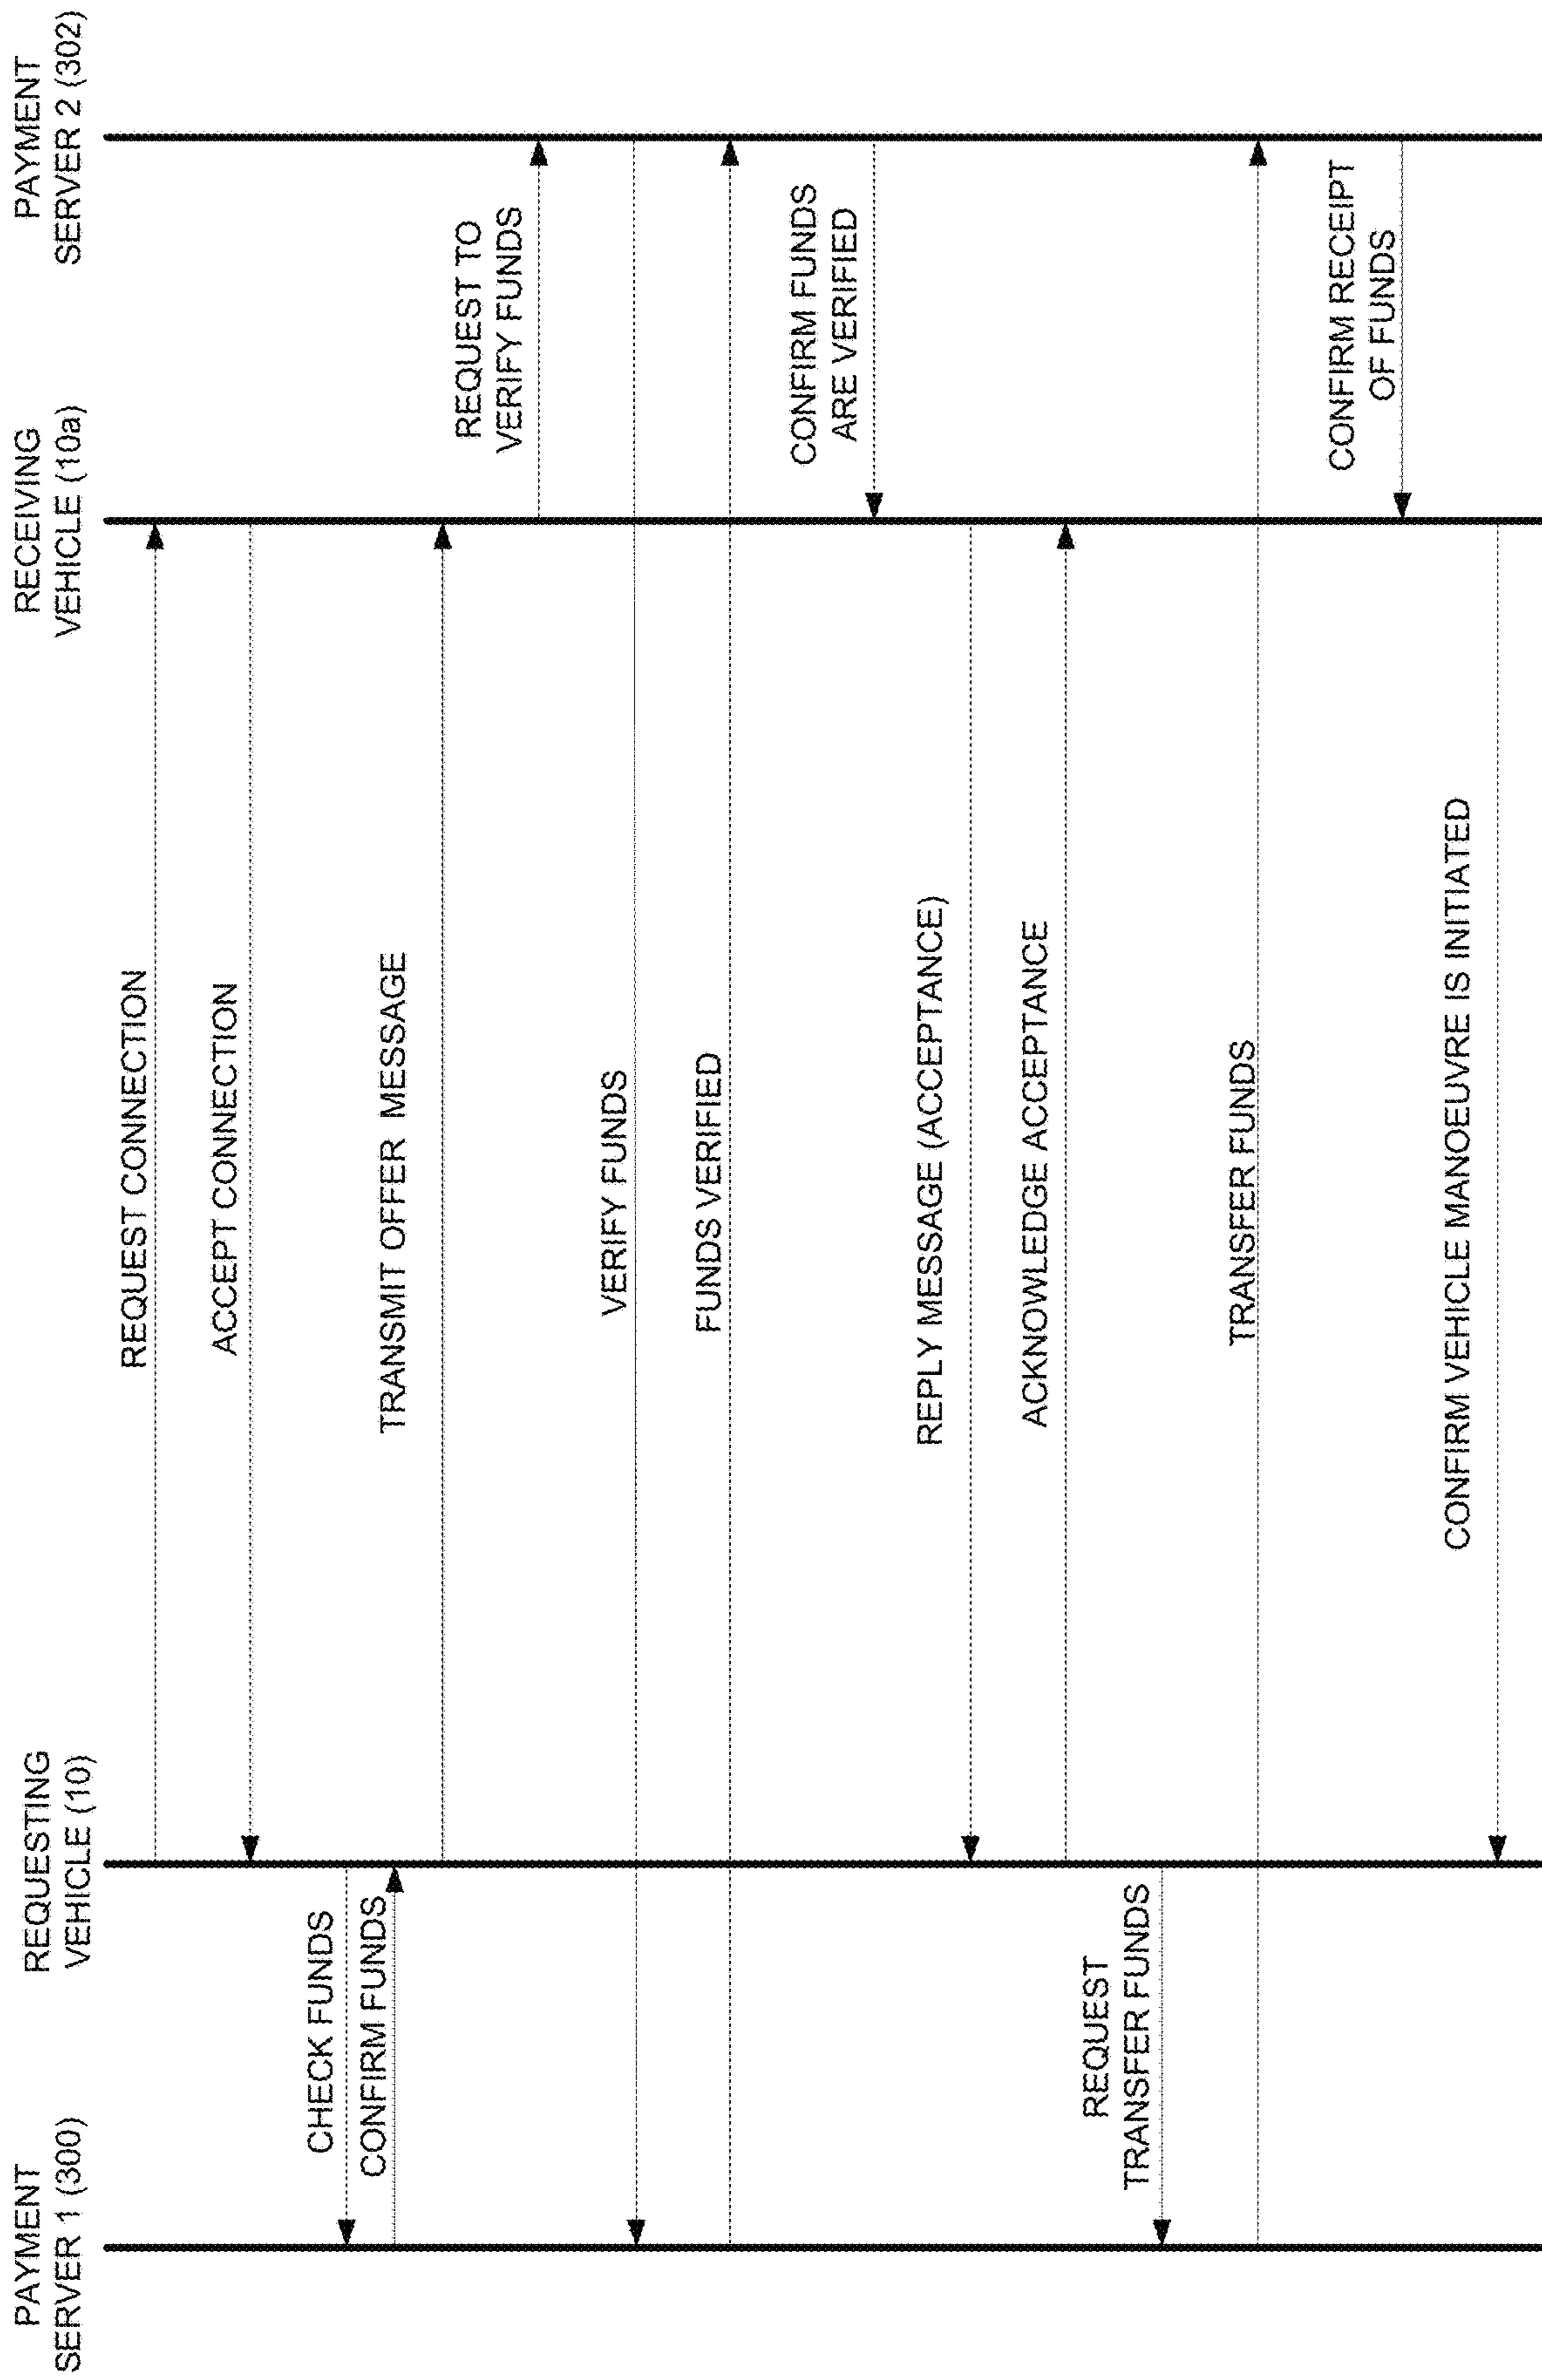 PAYMENT
SERVER 1 (300)
REQUESTING
VEHICLE (10)
RECEIVING
VEHICLE (10a)
PAYMENT
SERVER 2 (302)
REQUEST CONNECTION
ACCEPT CONNECTION
CHECK FUNDS
CONFIRM FUNDS
TRANSMIT OFFER MESSAGE
REQUEST TO
VERIFY FUNDS
VERIFY FUNDS
FUNDS VERIFIED
CONFIRM FUNDS
ARE VERIFIED
REPLY MESSAGE (ACCEPTANCE)
ACKNOWLEDGE ACCEPTANCE
REQUEST
TRANSFER FUNDS
TRANSFER FUNDS
CONFIRM RECEIPT
OF FUNDS
CONFIRM VEHICLE MANOEUVRE IS INITIATED